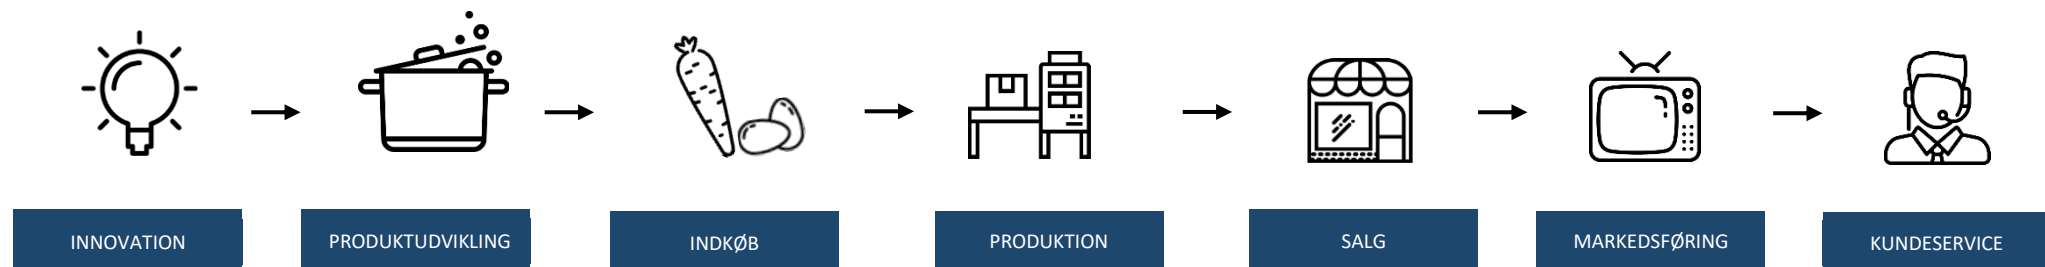 INNOVATION
PRODUKTUDVIKLING
INDKØB
PRODUKTION
SALG
MARKEDSFØRING
KUNDESERVICE